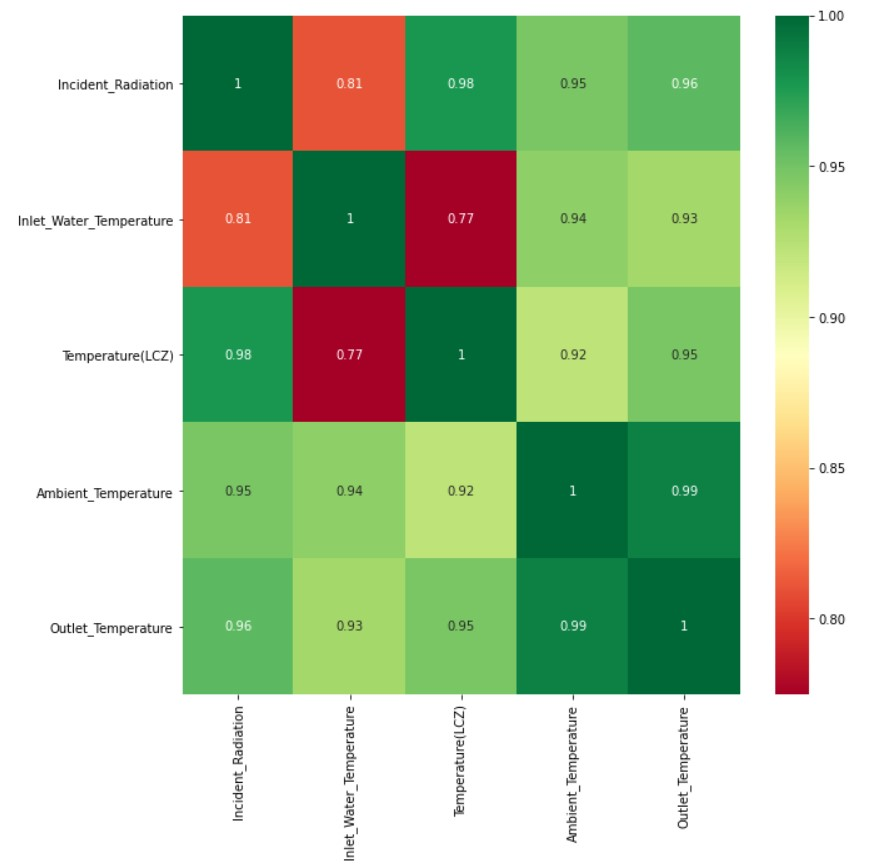 1.00
Incident_Radiation 1 0.81 0.98 0.95 0.96
0.95
Inlet_Water_Temperature 0.81 1 0.77 0.94 0.93
0.90
Temperature(LCZ) 0.98 0.77 1 0.92 0.95
0.85
Ambient_Temperature 0.95 0.94 0.92 1 0.99
0.80
Outlet_Temperature 0.96 0.93 0.95 0.99 1
Incident_Radiation
Inlet_Water_Temperature
Temperature(LCZ)
Ambient_Temperature
Outlet_Temperature